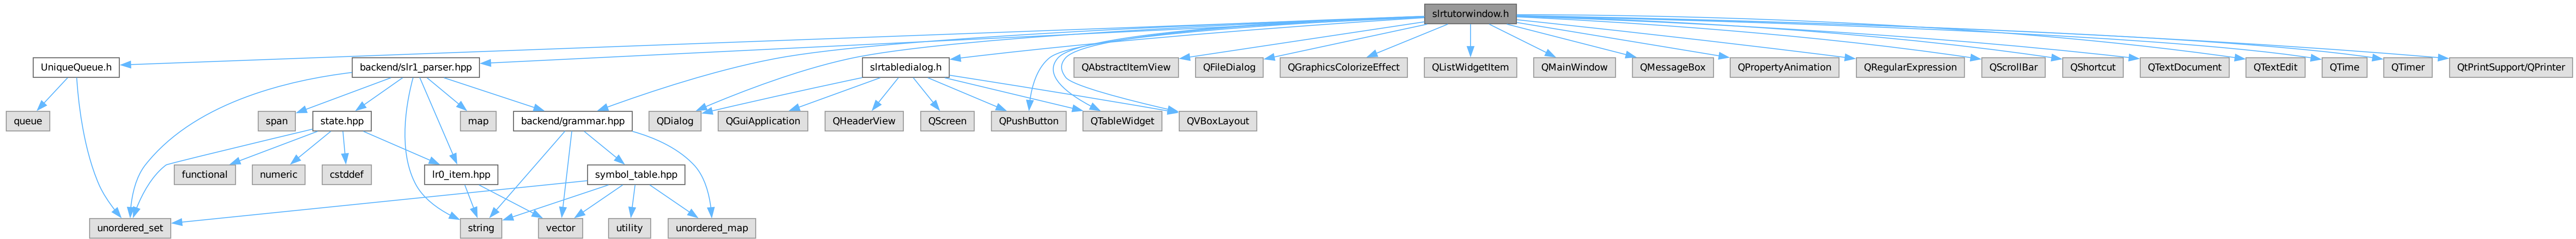 slrtutorwindow.h
UniqueQueue.h
backend/slr1_parser.hpp
slrtabledialog.h
QAbstractItemView
QFileDialog
QGraphicsColorizeEffect
QListWidgetItem
QMainWindow
QMessageBox
QPropertyAnimation
QRegularExpression
QScrollBar
QShortcut
QTextDocument
QTextEdit
QTime
QTimer
QtPrintSupport/QPrinter
queue
span
state.hpp
map
backend/grammar.hpp
QDialog
QGuiApplication
QHeaderView
QScreen
QPushButton
QTableWidget
QVBoxLayout
functional
numeric
cstddef
lr0_item.hpp
symbol_table.hpp
unordered_set
string
vector
utility
unordered_map